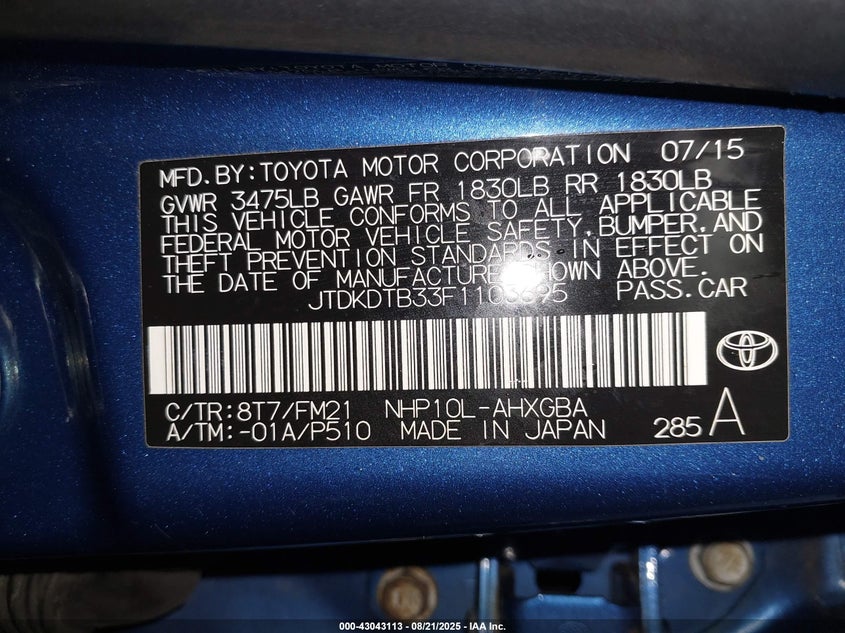 MFD.BY:TOYOTA MOTOR CORPORATION 07/15
GVWR 3475LB GAWR FR 1830LB RR 1830LB
THIS VEHICLE CONFORMS TO ALL APPLICABLE
FEDERAL MOTOR VEHICLE SAFETY,BUMPER,AND
THEFT PREVENTION STANDARDS IN EFFECT ON
THE DATE OF MANUFACTURE SHOWN ABOVE.
JTDKDTB33F1103695 PASS.CAR
C/TR:8T7/FM21 NHP10L-AHXGBA
A/TM:-01A/P510 MADE IN JAPAN 285 A
000-43043113 - 08/21/2025 - IAA Inc.